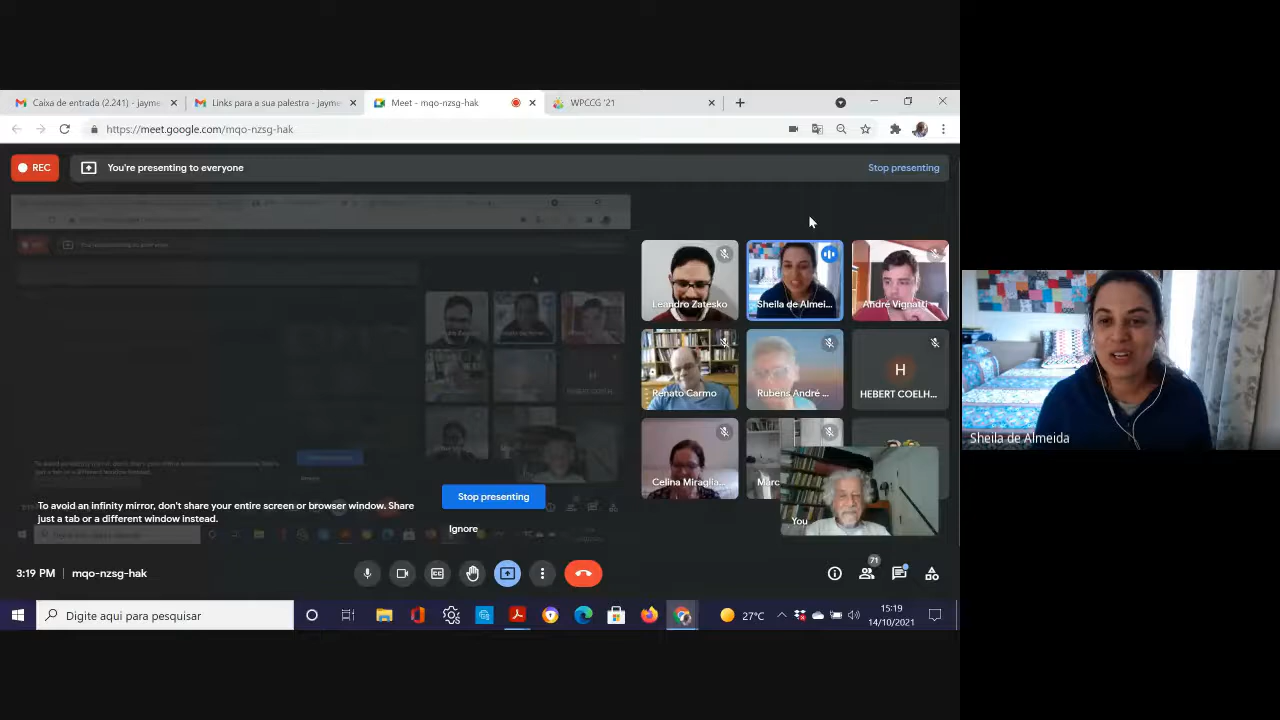 Caixa de entrada (2.241) - jayme
Links para a sua palestra - jayme
Meet - mqo-nzsg-hak
WPCCG '21
https://meet.google.com/mqo-nzsg-hak
REC
You're presenting to everyone
Stop presenting
Leandro Zatesko
Sheila de Almei...
André Vignatti
Renato Carmo
Rubens André ...
H
HEBERT COELH...
Celina Miraglia...
Marc
You
Sheila de Almeida
To avoid an infinity mirror, don't share your entire screen or browser window. Share
just a tab or a different window instead.
Stop presenting
Ignore
3:19 PM | mqo-nzsg-hak
71
Digite aqui para pesquisar
27°C
15:19
14/10/2021